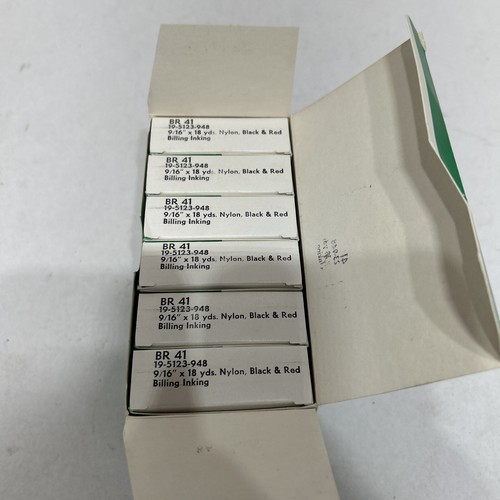 BR 41
19-5123-948
9/16" x 18 yds. Nylon, Black & Red
Billing Inking
BR 41
19-5123-948
9/16" x 18 yds. Nylon, Black & Red
Billing Inking
BR 41
19-5123-948
9/16" x 18 yds. Nylon, Black & Red
Billing Inking
BR 41
19-5123-948
9/16" x 18 yds. Nylon, Black & Red
Billing Inking
BR 41
19-5123-948
9/16" x 18 yds. Nylon, Black & Red
Billing Inking
BR 41
19-5123-948
9/16" x 18 yds. Nylon, Black & Red
Billing Inking